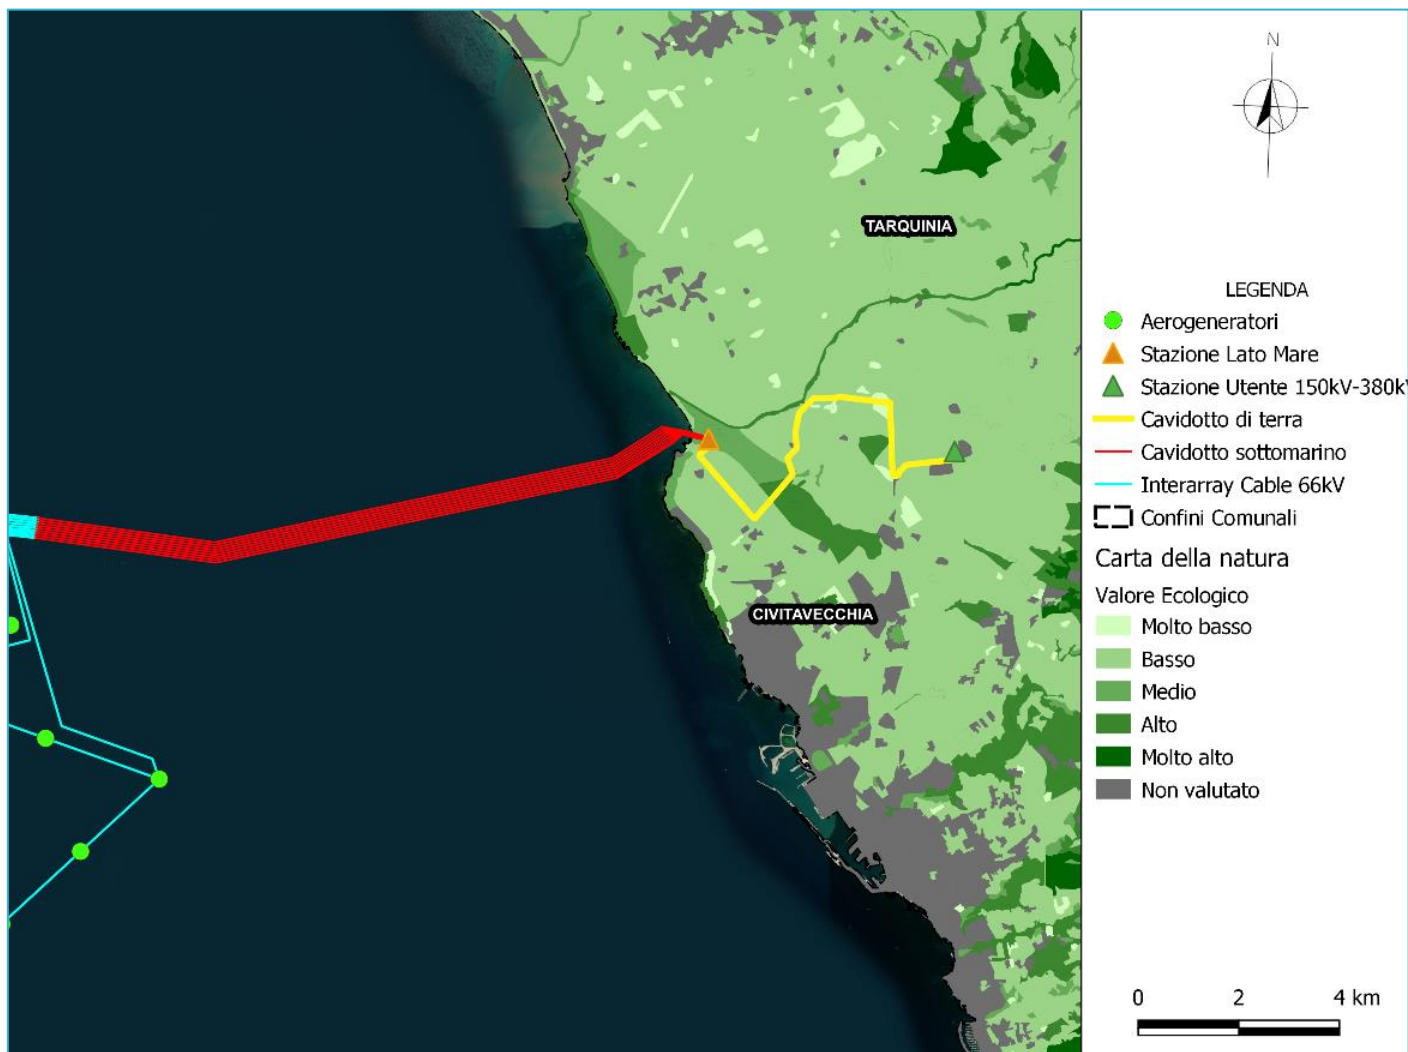 N
TARQUINIA
CIVITAVECCHIA
LEGENDA
Aerogeneratori
Stazione Lato Mare
Stazione Utente 150kV-380k
Cavidotto di terra
Cavidotto sottomarino
Interarray Cable 66kV
Confini Comunali
Carta della natura
Valore Ecologico
Molto basso
Basso
Medio
Alto
Molto alto
Non valutato
0 2 4 km